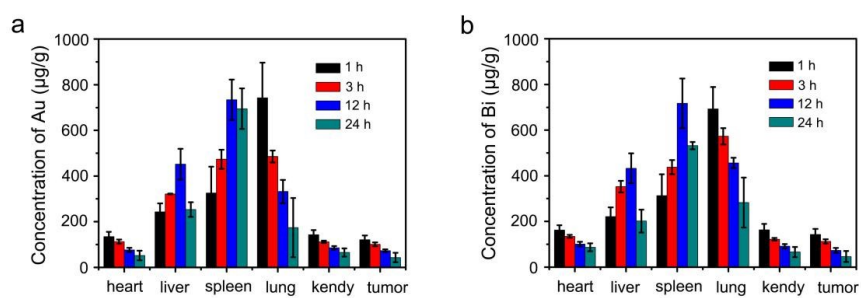 a
Concentration of Au (μg/g)
1000
800
600
400
200
0
1 h
3 h
12 h
24 h
heart liver spleen lung kendy tumor
b
Concentration of Bi (μg/g)
1000
800
600
400
200
0
1 h
3 h
12 h
24 h
heart liver spleen lung kendy tumor